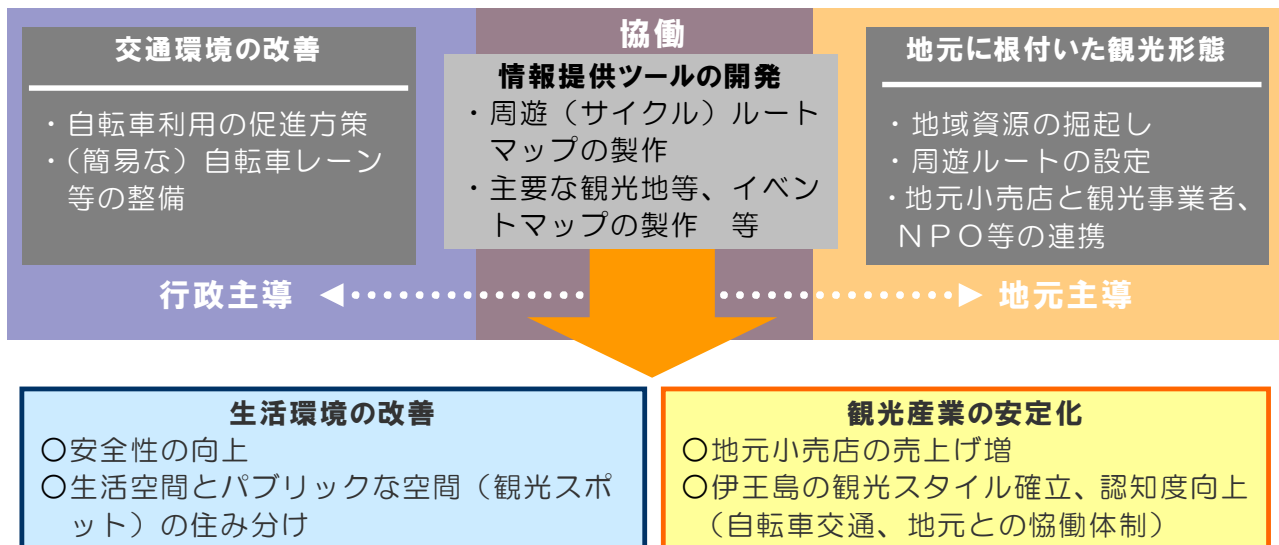 交通環境の改善
・自転車利用の促進方策
・（簡易な）自転車レーン
等の整備
協働
情報提供ツールの開発
・周遊（サイクル）ルート
マップの製作
・主要な観光地等、イベン
トマップの製作　等
地元に根付いた観光形態
・地域資源の掘起し
・周遊ルートの設定
・地元小売店と観光事業者、
ＮＰＯ等の連携
行政主導
地元主導
生活環境の改善
〇安全性の向上
〇生活空間とパブリックな空間（観光スポ
ット）の住み分け
観光産業の安定化
〇地元小売店の売上げ増
〇伊王島の観光スタイル確立、認知度向上
（自転車交通、地元との恊働体制）